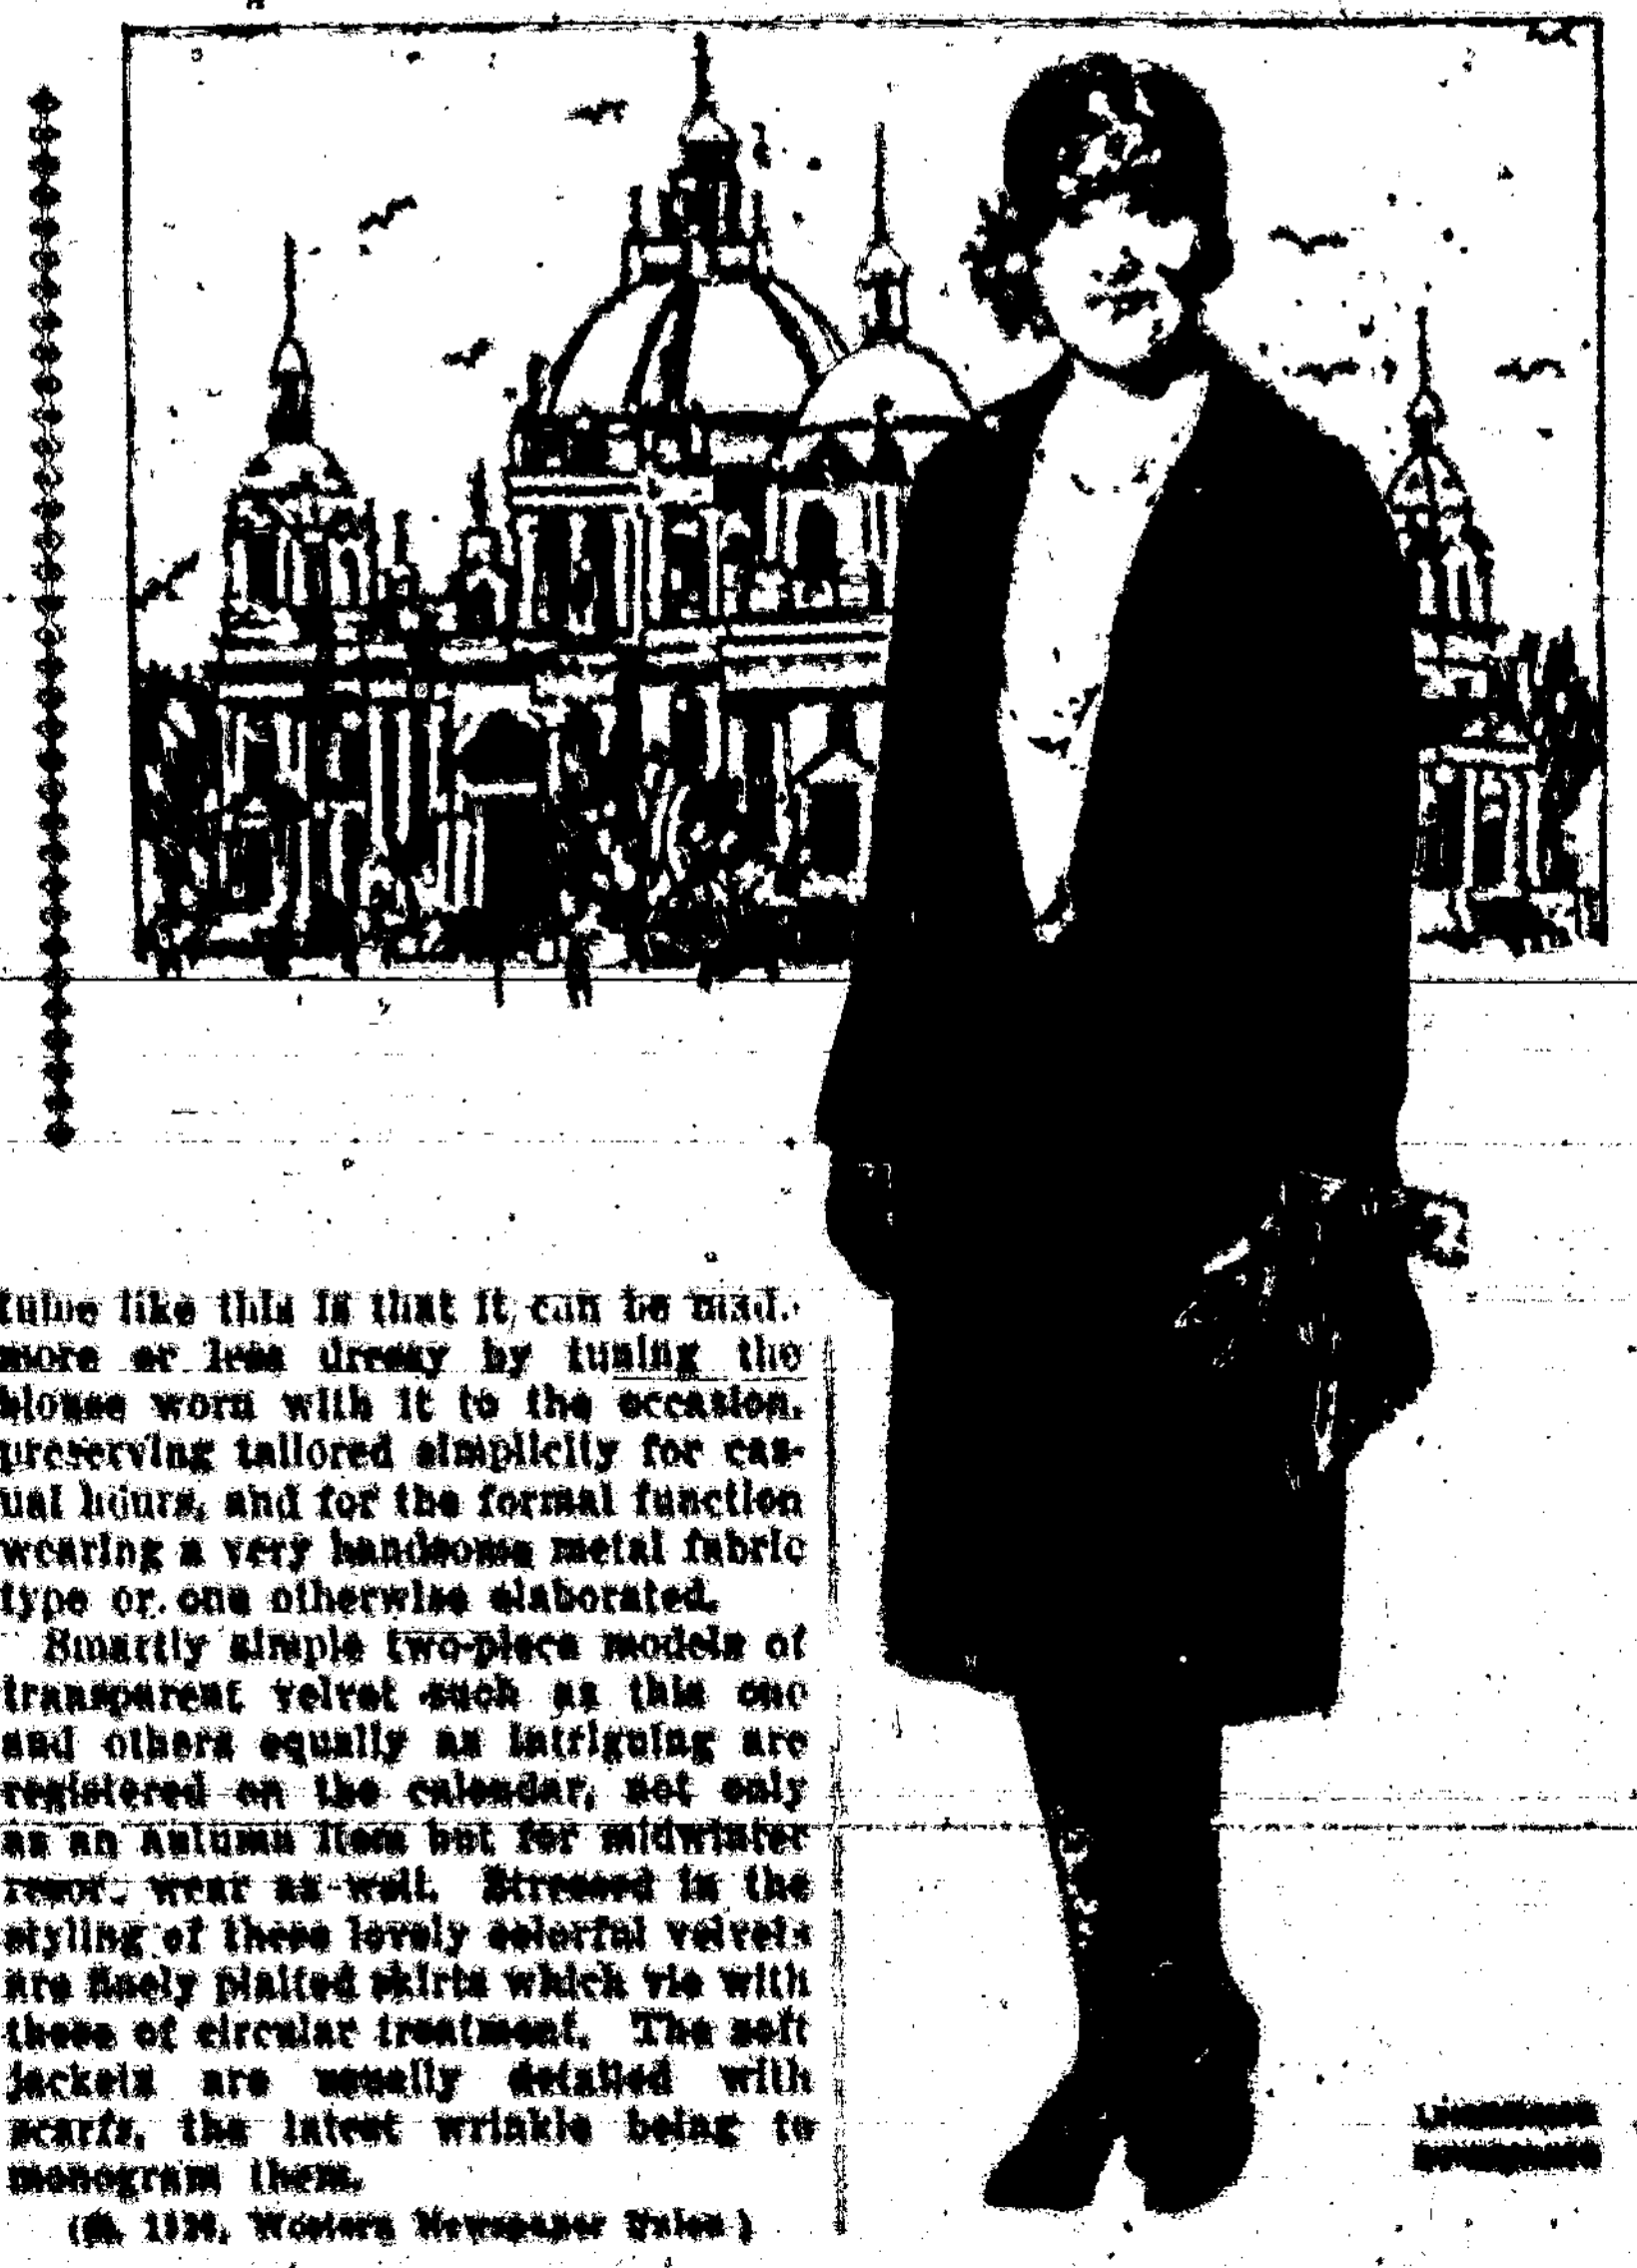 like this is that it can be
more or less dressy by tuning the
blouse worn with it to the occasion,
preserving tailored simplicity for cas-
ual hours, and for the formal function
wearing a very handsome metal fabric
type or one otherwise elaborated.
Smartly simple two-piece models of
transparent velvet such as this one
and others equally as intriguing are
registered on the calendar, not only
as an autumn item but for midwinter
wear as well. Stressed in the
styling of these lovely colorful velvets
are finely plaited skirts which vie with
those of circular treatment. The soft
jackets are usually detailed with
scarfs, the latest wrinkle being to
monogram them.
Western Newspaper Union.)